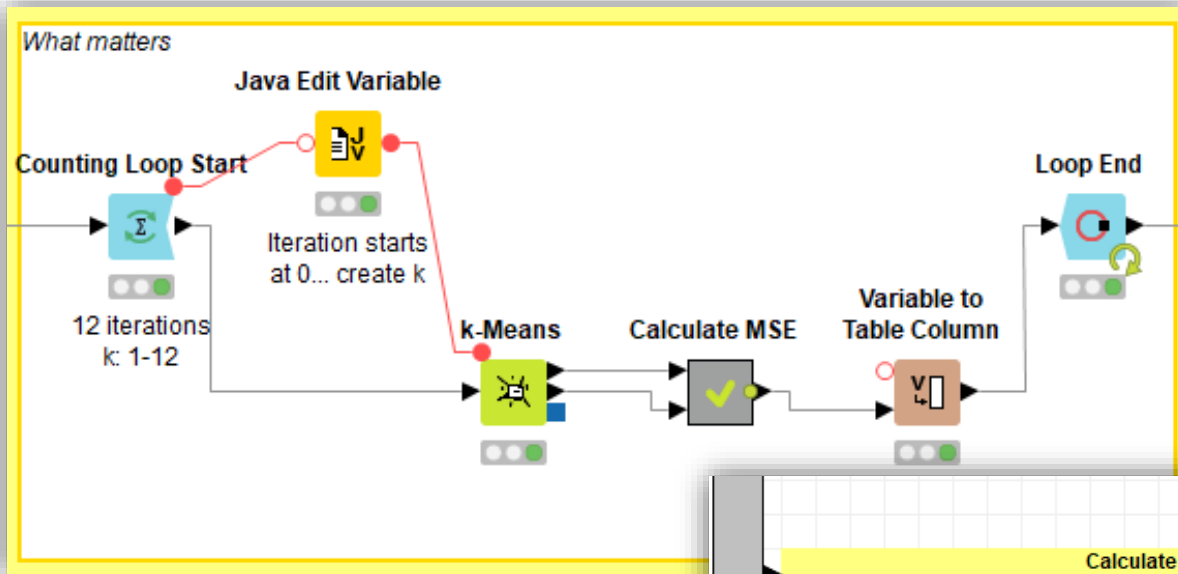 What matters
Java Edit Variable
Counting Loop Start
Loop End
Iteration starts
at 0... create k
12 iterations
k: 1-12
k-Means
Calculate MSE
Variable to
Table Column
Calculate